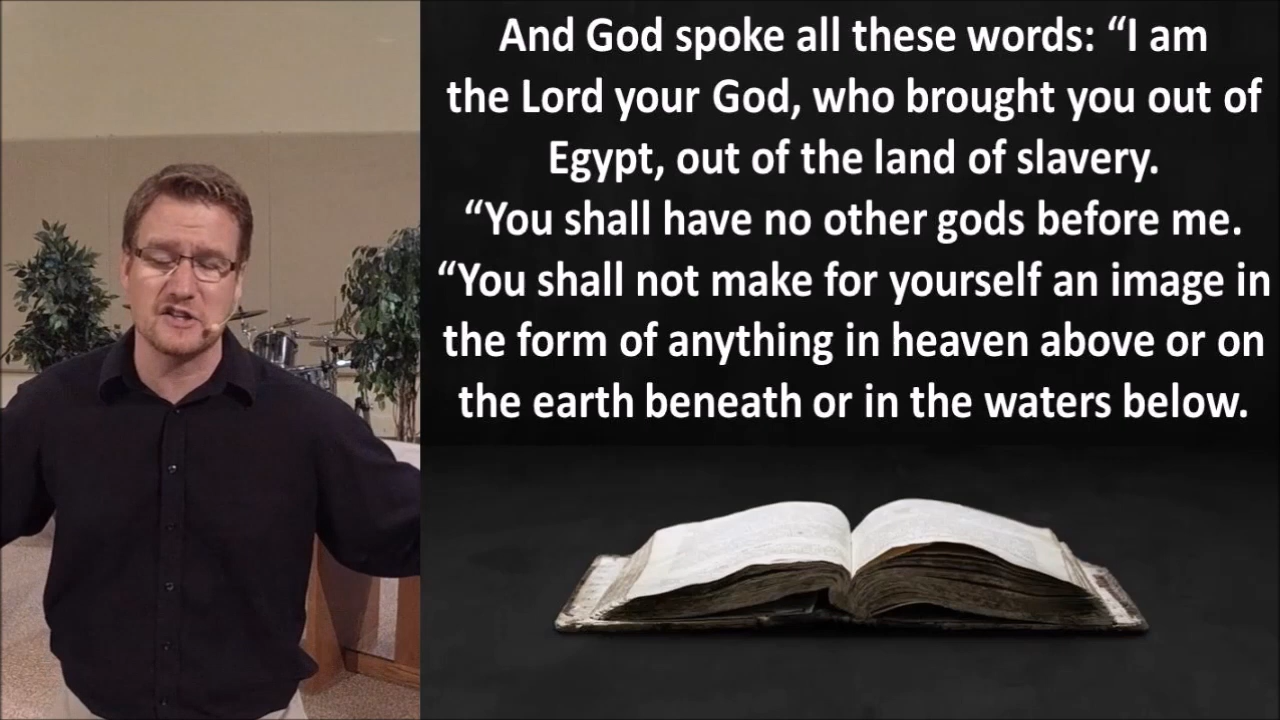 And God spoke all these words: “I am
the Lord your God, who brought you out of
Egypt, out of the land of slavery.
“You shall have no other gods before me.
“You shall not make for yourself an image in
the form of anything in heaven above or on
the earth beneath or in the waters below.